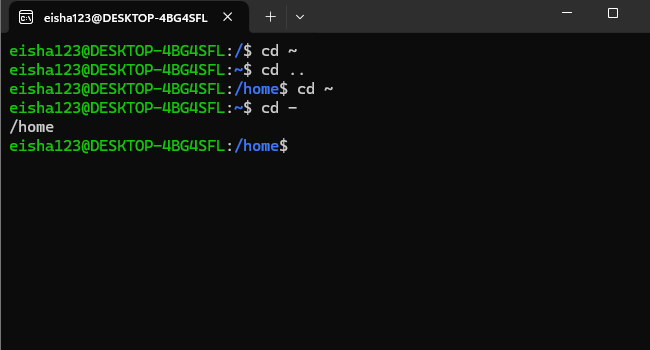 eisha123@DESKTOP-4BG4SFL
eisha123@DESKTOP-4BG4SFL:/$ cd ~
eisha123@DESKTOP-4BG4SFL:~$ cd ..
eisha123@DESKTOP-4BG4SFL:/home$ cd ~
eisha123@DESKTOP-4BG4SFL:~$ cd -
/home
eisha123@DESKTOP-4BG4SFL:/home$